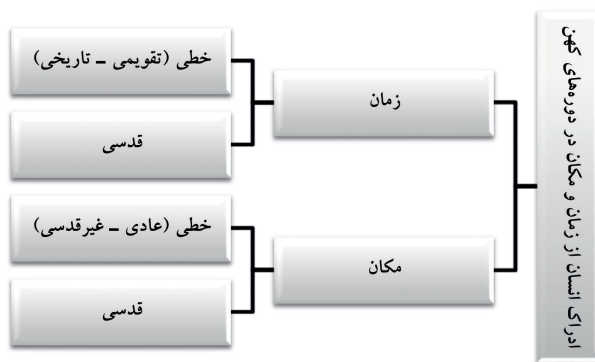 ادراک انسان از زمان و مکان در دوره‌های کهن
زمان
خطی (تقویمی – تاریخی)
قدسی
مکان
خطی (عادی – غیرقدسی)
قدسی